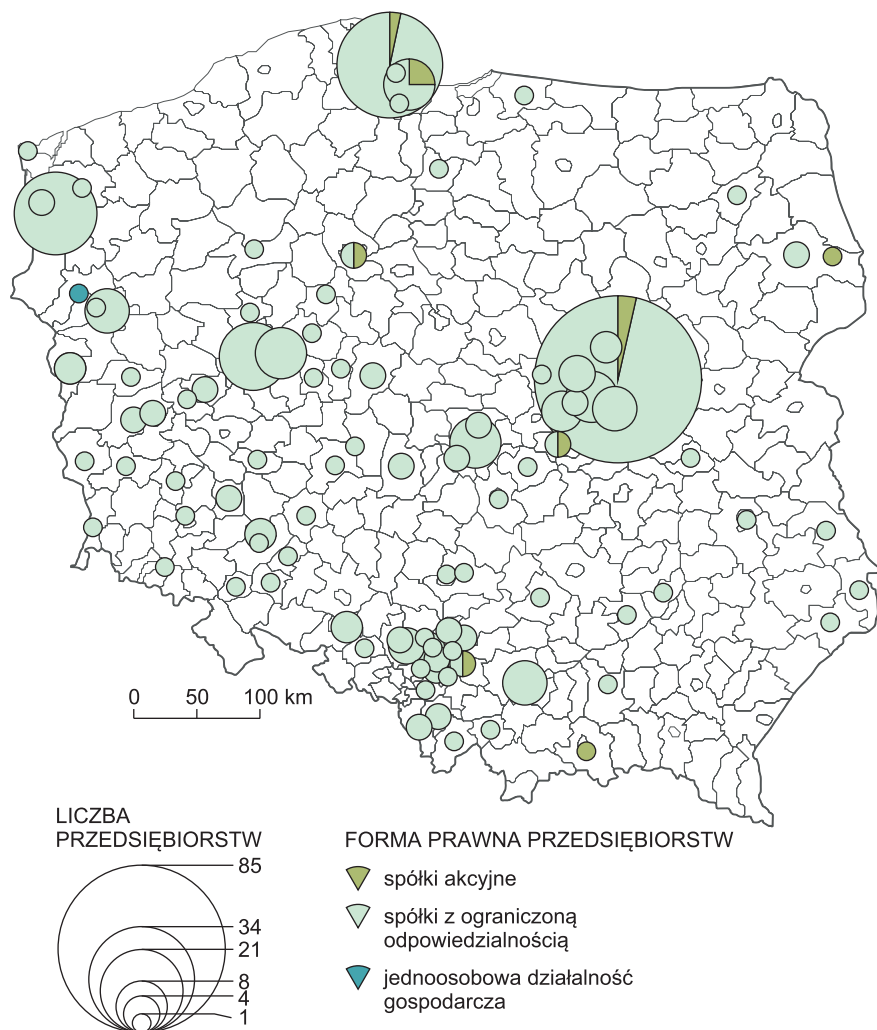 0 50 100 km
LICZBA
PRZEDSIĘBIORSTW
85
34
21
8
4
1
FORMA PRAWNA PRZEDSIĘBIORSTW
spółki akcyjne
spółki z ograniczoną
odpowiedzialnością
jednoosobowa działalność
gospodarcza